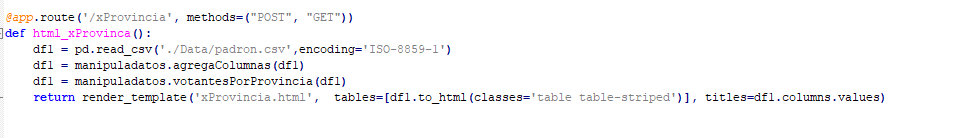 @app.route('/xProvincia', methods=("POST", "GET"))
def html_xProvinca():
    df1 = pd.read_csv('./Data/padron.csv',encoding='ISO-8859-1')
    df1 = manipuladatos.agregaColumnas(df1)
    df1 = manipuladatos.votantesPorProvincia(df1)
    return render_template('xProvincia.html',  tables=[df1.to_html(classes='table table-striped')], titles=df1.columns.values)